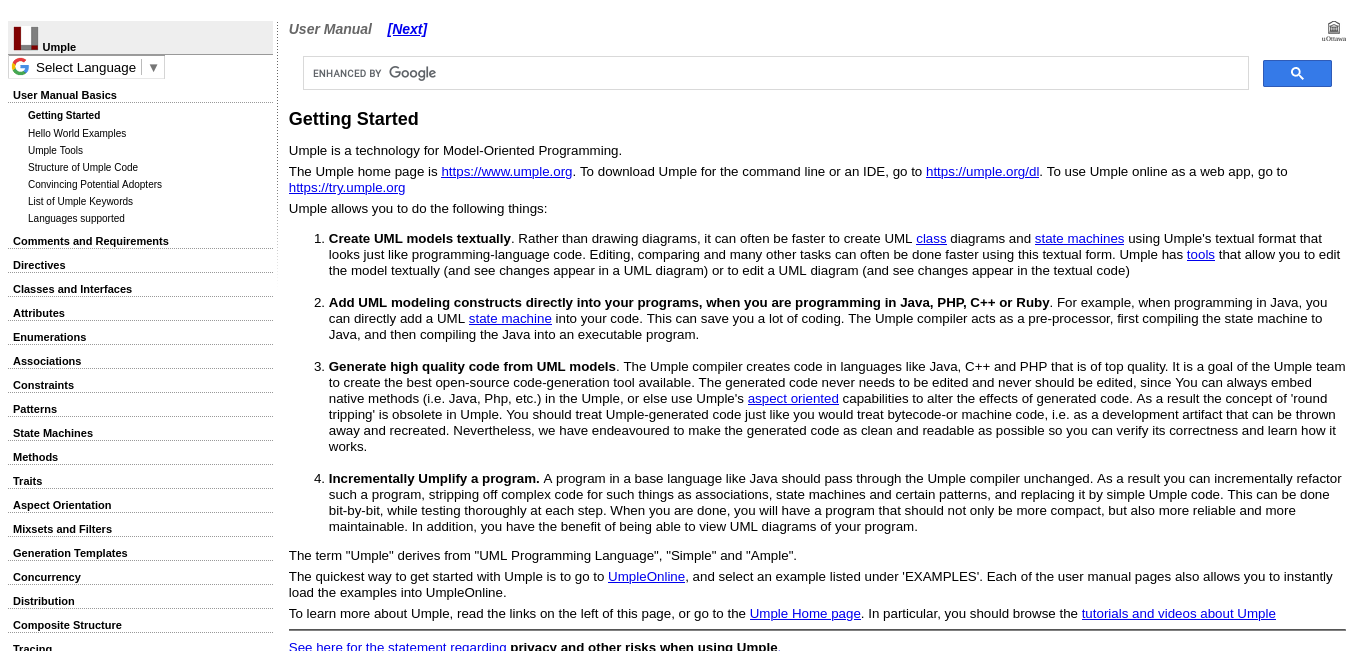 Umple
Select Language ▼
User Manual Basics
Getting Started
Hello World Examples
Umple Tools
Structure of Umple Code
Convincing Potential Adopters
List of Umple Keywords
Languages supported
Comments and Requirements
Directives
Classes and Interfaces
Attributes
Enumerations
Associations
Constraints
Patterns
State Machines
Methods
Traits
Aspect Orientation
Mixsets and Filters
Generation Templates
Concurrency
Distribution
Composite Structure
Tracing
User Manual [Next]
uOttawa
ENHANCED BY Google
Getting Started
Umple is a technology for Model-Oriented Programming.
The Umple home page is https://www.umple.org. To download Umple for the command line or an IDE, go to https://umple.org/dl. To use Umple online as a web app, go to
https://try.umple.org
Umple allows you to do the following things:
1. Create UML models textually. Rather than drawing diagrams, it can often be faster to create UML class diagrams and state machines using Umple's textual format that
looks just like programming-language code. Editing, comparing and many other tasks can often be done faster using this textual form. Umple has tools that allow you to edit
the model textually (and see changes appear in a UML diagram) or to edit a UML diagram (and see changes appear in the textual code)
2. Add UML modeling constructs directly into your programs, when you are programming in Java, PHP, C++ or Ruby. For example, when programming in Java, you
can directly add a UML state machine into your code. This can save you a lot of coding. The Umple compiler acts as a pre-processor, first compiling the state machine to
Java, and then compiling the Java into an executable program.
3. Generate high quality code from UML models. The Umple compiler creates code in languages like Java, C++ and PHP that is of top quality. It is a goal of the Umple team
to create the best open-source code-generation tool available. The generated code never needs to be edited and never should be edited, since You can always embed
native methods (i.e. Java, Php, etc.) in the Umple, or else use Umple's aspect oriented capabilities to alter the effects of generated code. As a result the concept of 'round
tripping' is obsolete in Umple. You should treat Umple-generated code just like you would treat bytecode-or machine code, i.e. as a development artifact that can be thrown
away and recreated. Nevertheless, we have endeavoured to make the generated code as clean and readable as possible so you can verify its correctness and learn how it
works.
4. Incrementally Umplify a program. A program in a base language like Java should pass through the Umple compiler unchanged. As a result you can incrementally refactor
such a program, stripping off complex code for such things as associations, state machines and certain patterns, and replacing it by simple Umple code. This can be done
bit-by-bit, while testing thoroughly at each step. When you are done, you will have a program that should not only be more compact, but also more reliable and more
maintainable. In addition, you have the benefit of being able to view UML diagrams of your program.
The term "Umple" derives from "UML Programming Language", "Simple" and "Ample".
The quickest way to get started with Umple is to go to UmpleOnline, and select an example listed under 'EXAMPLES'. Each of the user manual pages also allows you to instantly
load the examples into UmpleOnline.
To learn more about Umple, read the links on the left of this page, or go to the Umple Home page. In particular, you should browse the tutorials and videos about Umple
See here for the statement regarding privacy and other risks when using Umple.